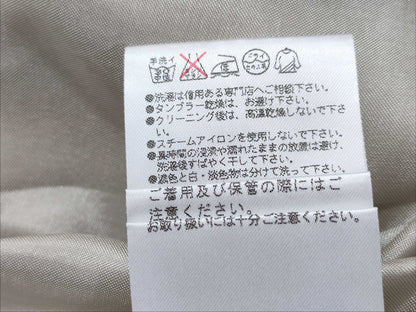 手洗イ
ドライ
●洗濯は信用ある専門店へご相談下さい。
●タンブラー乾燥は、お避け下さい。
●クリーニング後は、高温乾燥しないで下さい。
●スチームアイロンを使用しないで下さい。
●長時間の浸漬や濡れたままの放置は避け、
洗濯後すばやく干して下さい。
●濃色と白・淡漠物は分けて洗って下さい。
ご着用及び保管の際にはご
注意ください。
お取り扱いには十分ご注意ください。